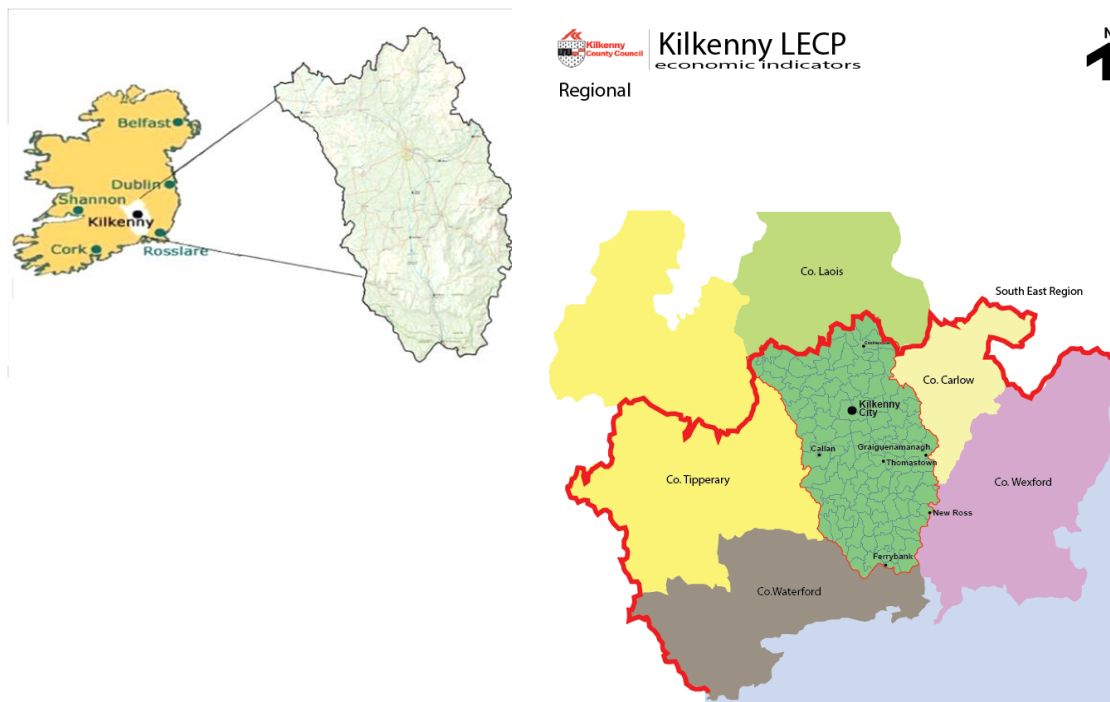 Belfast
Dublin
Shannon
Kilkenny
Cork
Rosslare
Kilkenny
County Council
Kilkenny LECP
economic indicators
Regional
N
Co. Laois
South East Region
Co. Carlow
Kilkenny
City
Callan
Graiguenamanagh
Thomastown
Co. Tipperary
Co. Wexford
New Ross
Ferrybank
Co.Waterford